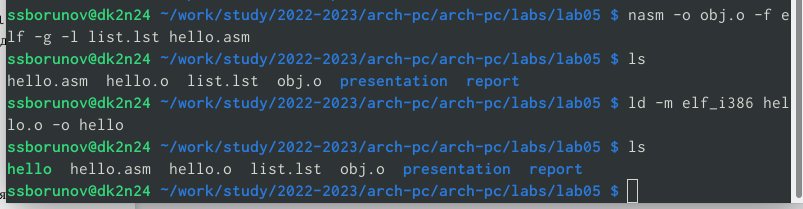 ssborunov@dk2n24 ~/work/study/2022-2023/arch-pc/arch-pc/labs/lab05 $ nasm -o obj.o -f e
lf -g -l list.lst hello.asm
ssborunov@dk2n24 ~/work/study/2022-2023/arch-pc/arch-pc/labs/lab05 $ ls
hello.asm  hello.o  list.lst  obj.o  presentation  report
ssborunov@dk2n24 ~/work/study/2022-2023/arch-pc/arch-pc/labs/lab05 $ ld -m elf_i386 hel
lo.o -o hello
ssborunov@dk2n24 ~/work/study/2022-2023/arch-pc/arch-pc/labs/lab05 $ ls
hello  hello.asm  hello.o  list.lst  obj.o  presentation  report
ssborunov@dk2n24 ~/work/study/2022-2023/arch-pc/arch-pc/labs/lab05 $